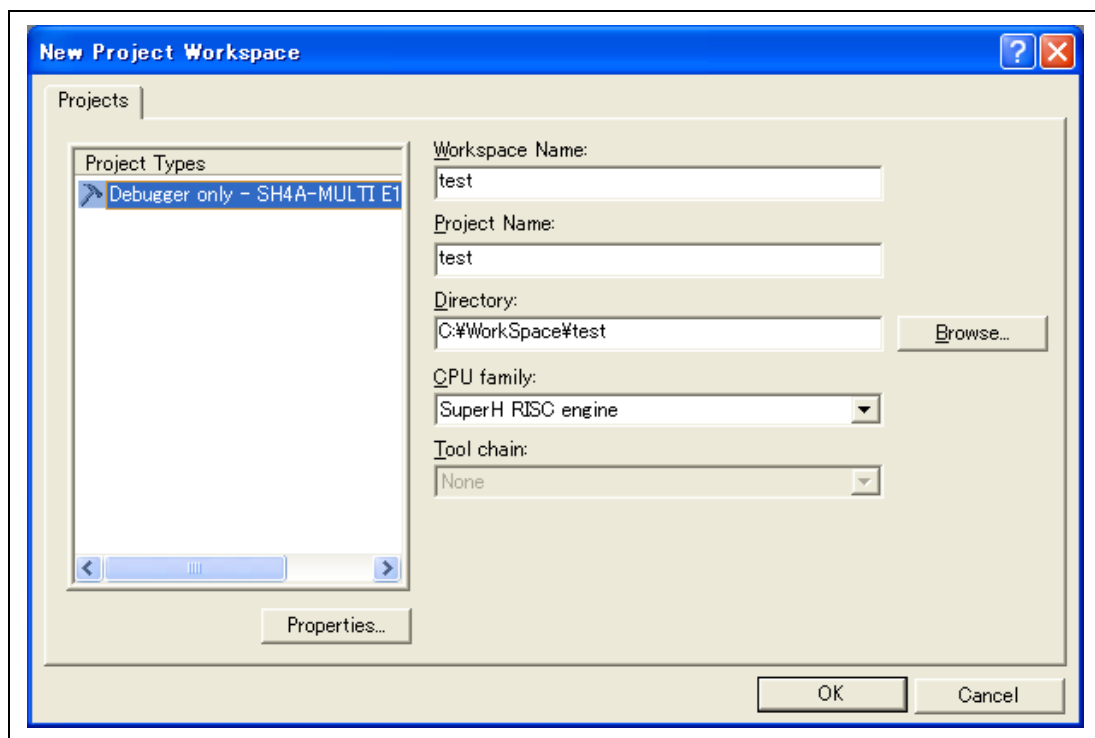 New Project Workspace
Projects
Project Types
Debugger only - SH4A-MULTI E1
Workspace Name:
test
Project Name:
test
Directory:
C:¥WorkSpace¥test
Browse...
CPU family:
SuperH RISC engine
Tool chain:
None
Properties...
OK
Cancel